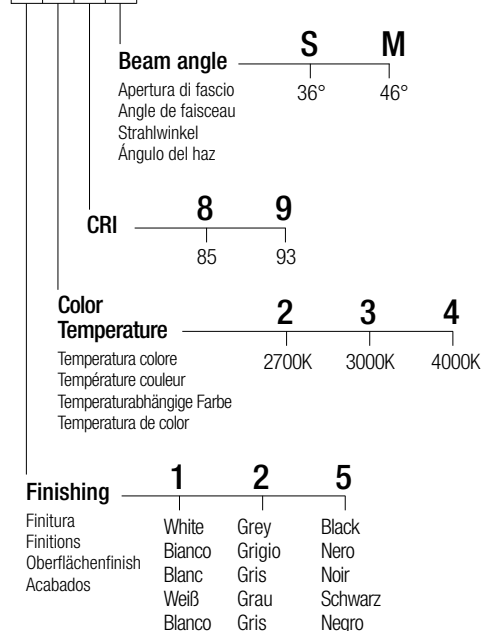 Beam angle
S M
Apertura di fascio
Angle de faisceau
Strahlwinkel
Ángulo del haz
36° 46°
CRI
8 9
85 93
Color
Temperature
2 3 4
Temperatura colore
Température couleur
Temperaturabhängige Farbe
Temperatura de color
2700K 3000K 4000K
Finishing
1 2 5
Finitura
Finitions
Oberflächenfinish
Acabados
White Grey Black
Bianco Grigio Nero
Blanc Gris Noir
Weiß Grau Schwarz
Blanco Gris Negro